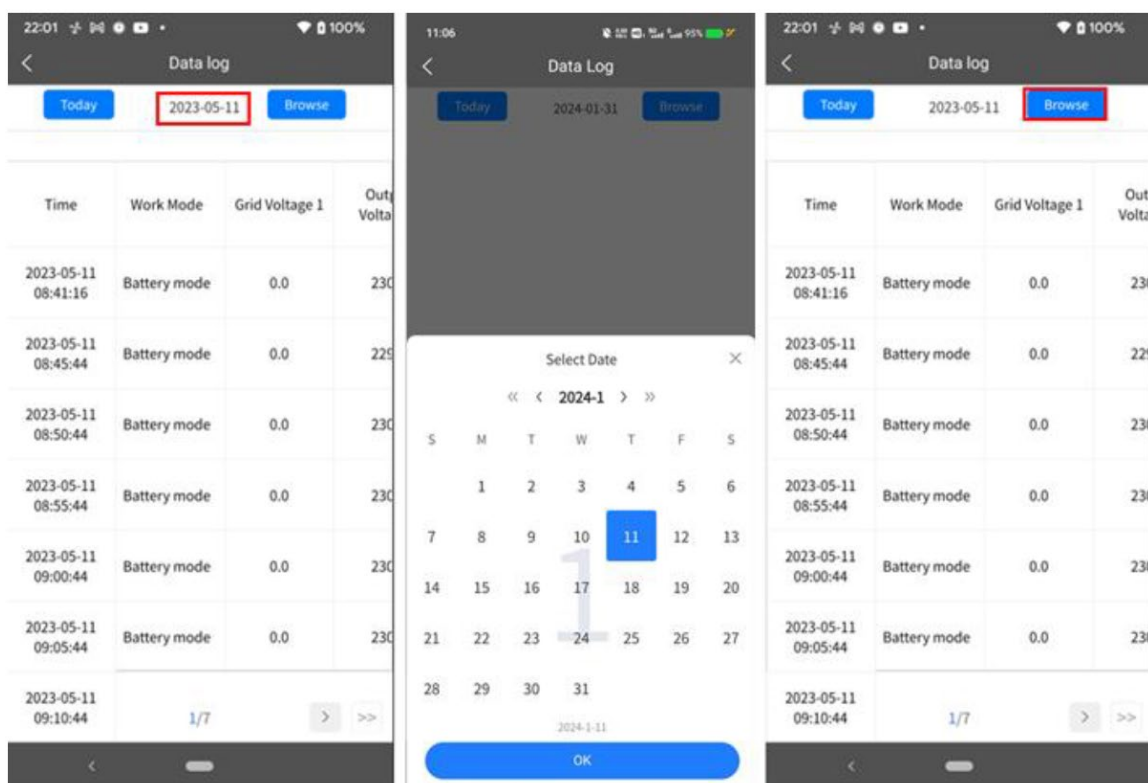 22:01 100%
Data log
Today 2023-05-11 Browse
Time Work Mode Grid Voltage 1
2023-05-11
08:41:16 Battery mode 0.0
2023-05-11
08:45:44 Battery mode 0.0
2023-05-11
08:50:44 Battery mode 0.0
2023-05-11
08:55:44 Battery mode 0.0
2023-05-11
09:00:44 Battery mode 0.0
2023-05-11
09:05:44 Battery mode 0.0
2023-05-11
09:10:44 1/7 > >>
11:06 95%
Data Log
Today 2024-01-31 Browse
Select Date
« < 2024-1 > »
S M T W T F S
1 2 3 4 5 6
7 8 9 10 11 12 13
14 15 16 17 18 19 20
21 22 23 24 25 26 27
28 29 30 31
1
2024-1-11
OK
22:01 100%
Data log
Today 2023-05-11 Browse
Time Work Mode Grid Voltage 1
2023-05-11
08:41:16 Battery mode 0.0
2023-05-11
08:45:44 Battery mode 0.0
2023-05-11
08:50:44 Battery mode 0.0
2023-05-11
08:55:44 Battery mode 0.0
2023-05-11
09:00:44 Battery mode 0.0
2023-05-11
09:05:44 Battery mode 0.0
2023-05-11
09:10:44 1/7 > >>